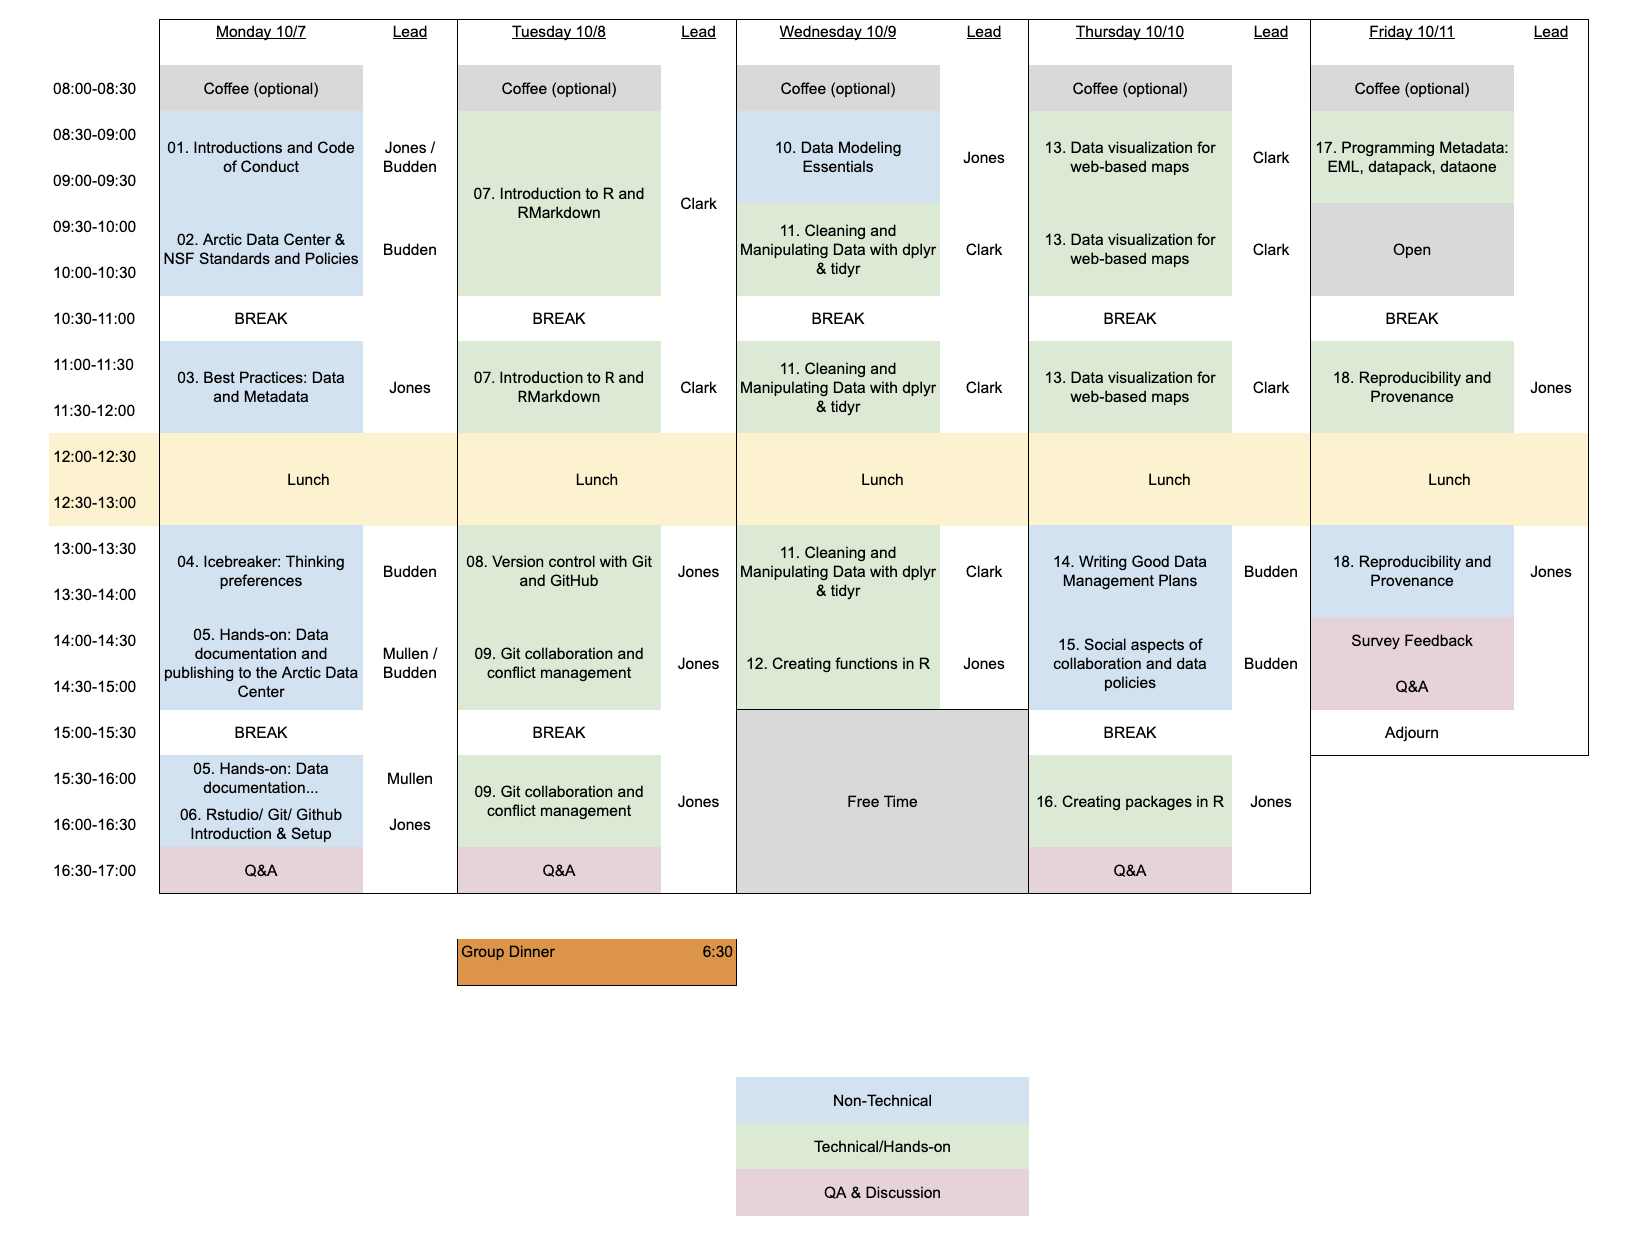 Monday 10/7 Lead Tuesday 10/8 Lead Wednesday 10/9 Lead Thursday 10/10 Lead Friday 10/11 Lead
08:00-08:30 Coffee (optional) Coffee (optional) Coffee (optional) Coffee (optional) Coffee (optional)
08:30-09:00
09:00-09:30
01. Introductions and Code
of Conduct
Jones /
Budden
07. Introduction to R and
RMarkdown
Clark
10. Data Modeling
Essentials
Jones
13. Data visualization for
web-based maps
Clark
17. Programming Metadata:
EML, datapack, dataone
09:30-10:00
10:00-10:30
02. Arctic Data Center &
NSF Standards and Policies
Budden
11. Cleaning and
Manipulating Data with dplyr
& tidyr
Clark
13. Data visualization for
web-based maps
Clark
Open
10:30-11:00 BREAK BREAK BREAK BREAK BREAK
11:00-11:30
11:30-12:00
03. Best Practices: Data
and Metadata
Jones
07. Introduction to R and
RMarkdown
Clark
11. Cleaning and
Manipulating Data with dplyr
& tidyr
Clark
13. Data visualization for
web-based maps
Clark
18. Reproducibility and
Provenance
Jones
12:00-12:30
12:30-13:00
Lunch Lunch Lunch Lunch Lunch
13:00-13:30
13:30-14:00
04. Icebreaker: Thinking
preferences
Budden
08. Version control with Git
and GitHub
Jones
11. Cleaning and
Manipulating Data with dplyr
& tidyr
Clark
14. Writing Good Data
Management Plans
Budden
18. Reproducibility and
Provenance
Jones
14:00-14:30
14:30-15:00
05. Hands-on: Data
documentation and
publishing to the Arctic Data
Center
Mullen /
Budden
09. Git collaboration and
conflict management
Jones
12. Creating functions in R
Jones
15. Social aspects of
collaboration and data
policies
Budden
Survey Feedback
Q&A
15:00-15:30 BREAK BREAK BREAK Adjourn
15:30-16:00
16:00-16:30
05. Hands-on: Data
documentation...
Mullen
06. Rstudio/ Git/ Github
Introduction & Setup
Jones
09. Git collaboration and
conflict management
Jones
Free Time
16. Creating packages in R
Jones
16:30-17:00 Q&A Q&A Q&A
Group Dinner 6:30
Non-Technical
Technical/Hands-on
QA & Discussion